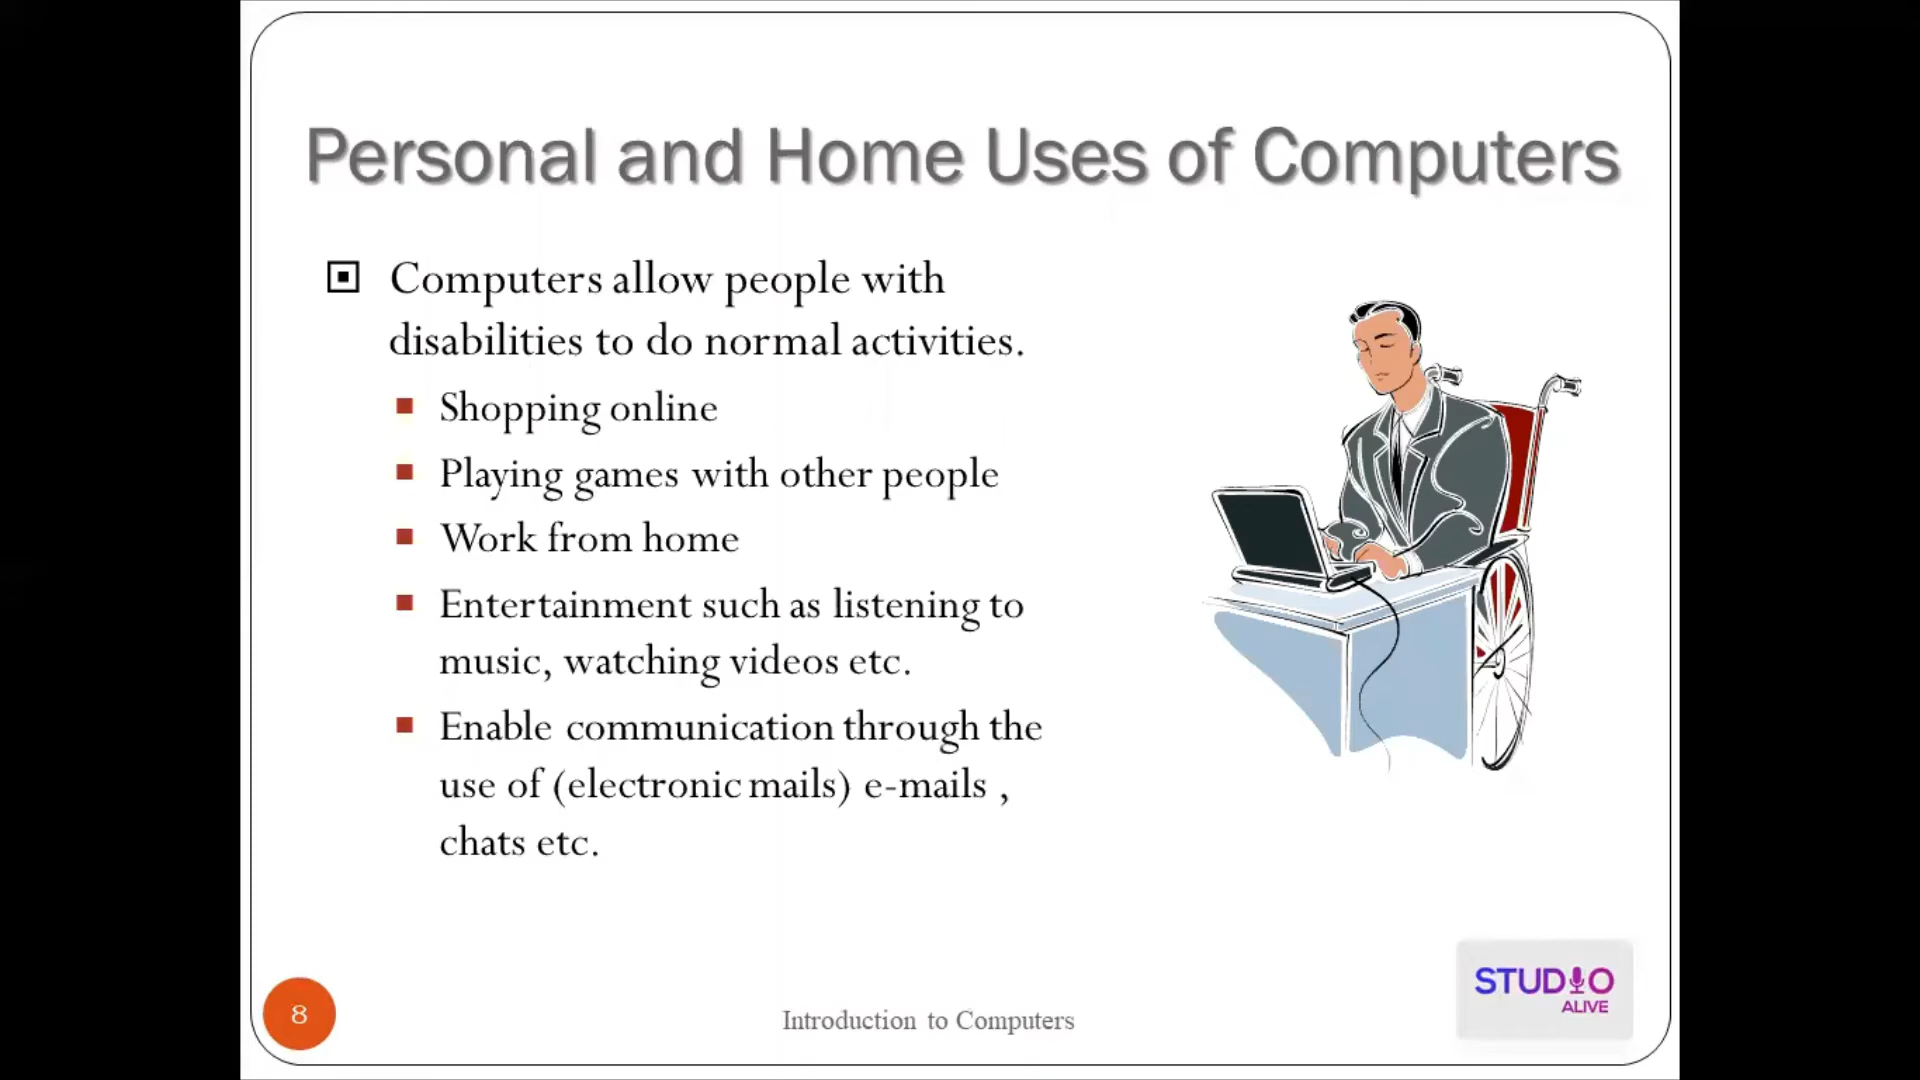 Personal and Home Uses of Computers
Computers allow people with
disabilities to do normal activities.
Shopping online
Playing games with other people
Work from home
Entertainment such as listening to
music, watching videos etc.
Enable communication through the
use of (electronic mails) e-mails ,
chats etc.
8
Introduction to Computers
STUDIO
ALIVE